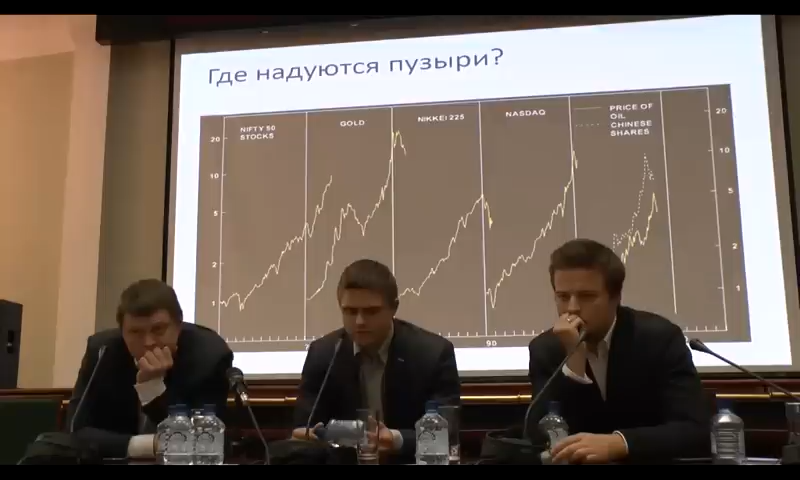 Где надуются пузыри?
NIFTY 50
STOCKS
GOLD
NIKKEI 225
NASDAQ
PRICE OF
OIL
CHINESE
SHARES
20
10
5
2
1
20
10
5
2
1
90